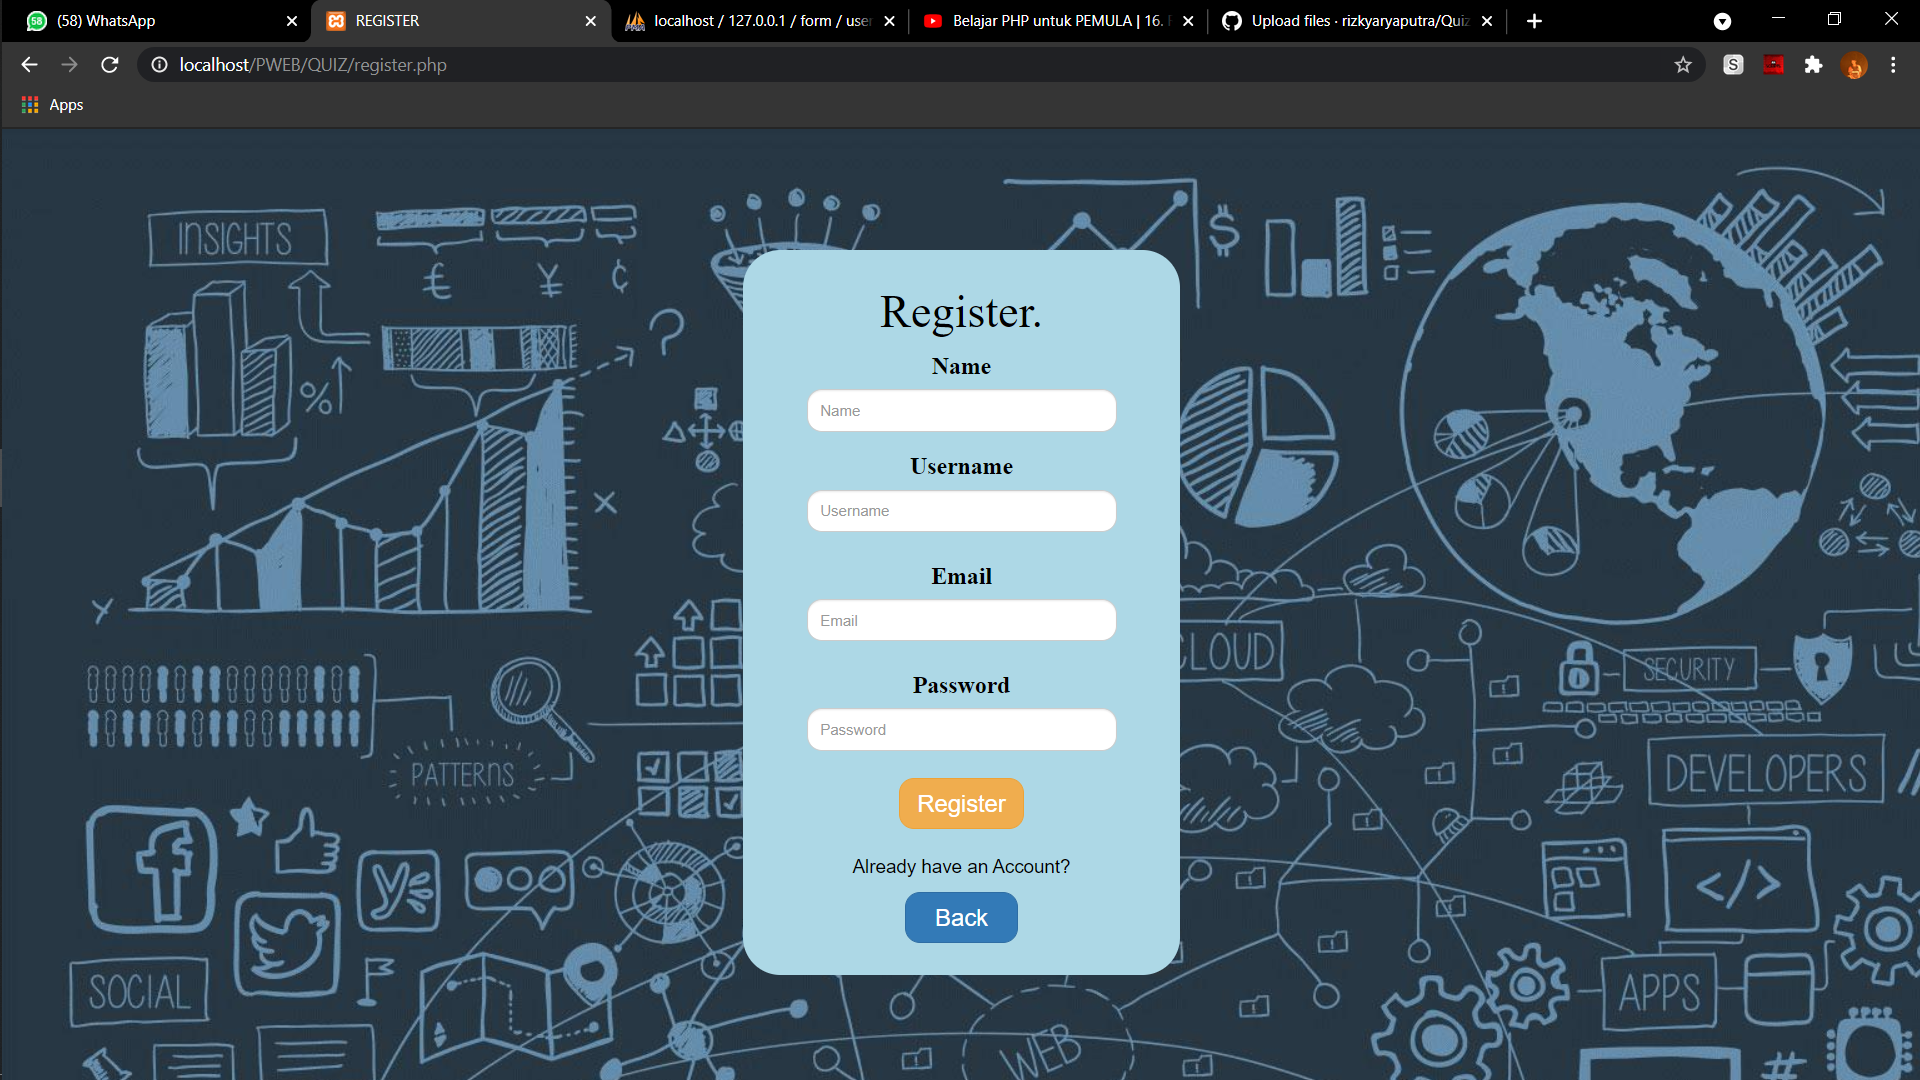 58
(58) WhatsApp
REGISTER
localhost / 127.0.0.1 / form / user
Belajar PHP untuk PEMULA | 16.
Upload files · rizkyaryaputra/Quiz
localhost/PWEB/QUIZ/register.php
S
Apps
INSIGHTS
€
¥
¢
$
?
%
Register.
Name
Name
Username
Username
Email
Email
Password
Password
Register
Already have an Account?
Back
CLOUD
SECURITY
PATTERNS
DEVELOPERS
</>
SOCIAL
APPS
WEB
#